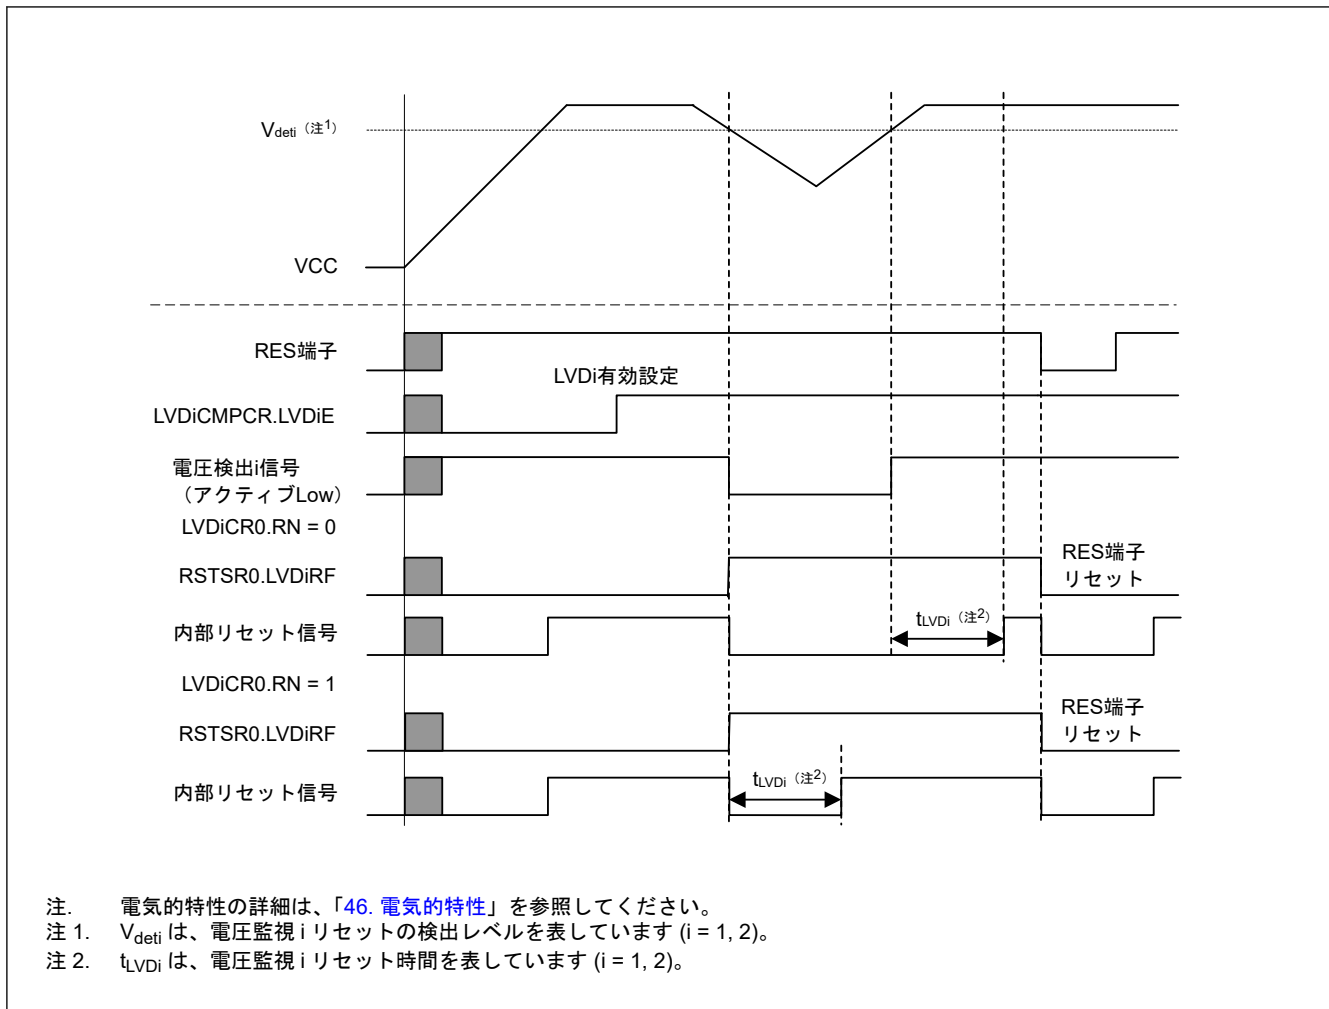 Vdeti（注1）
VCC
RES端子
LVDi有効設定
LVDiCMPCR.LVDiE
電圧検出i信号
（アクティブLow）
LVDiCR0.RN = 0
RSTSR0.LVDiRF
RES端子
リセット
内部リセット信号
tLVDi（注2）
LVDiCR0.RN = 1
RSTSR0.LVDiRF
RES端子
リセット
内部リセット信号
tLVDi（注2）
注. 電気的特性の詳細は、「46. 電気的特性」を参照してください。
注 1. Vdeti は、電圧監視 i リセットの検出レベルを表しています (i = 1, 2)。
注 2. tLVDi は、電圧監視 i リセット時間を表しています (i = 1, 2)。